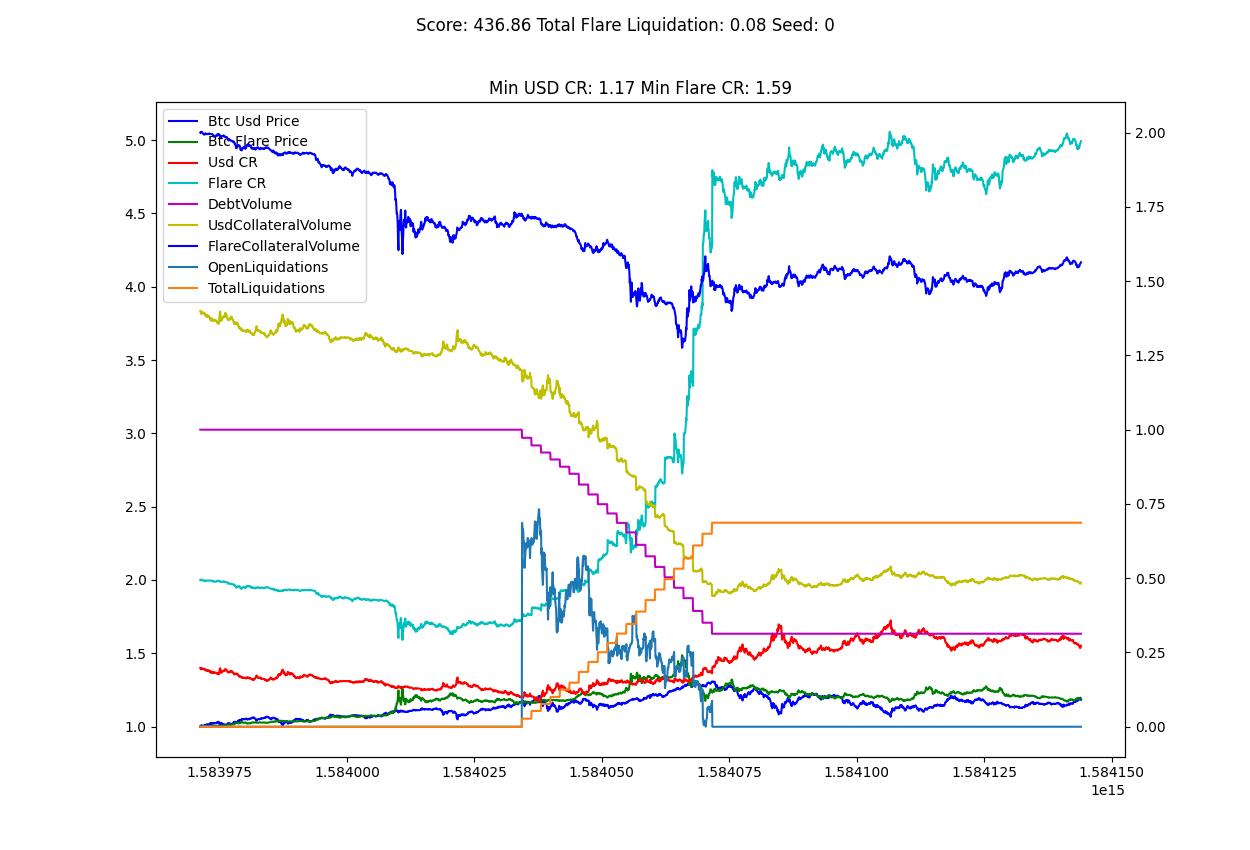 Score: 436.86 Total Flare Liquidation: 0.08 Seed: 0
Min USD CR: 1.17 Min Flare CR: 1.59
Btc Usd Price
Btc Flare Price
Usd CR
Flare CR
DebtVolume
UsdCollateralVolume
FlareCollateralVolume
OpenLiquidations
TotalLiquidations
5.0
4.5
4.0
3.5
3.0
2.5
2.0
1.5
1.0
2.00
1.75
1.50
1.25
1.00
0.75
0.50
0.25
0.00
1.583975 1.584000 1.584025 1.584050 1.584075 1.584100 1.584125 1.584150
1e15